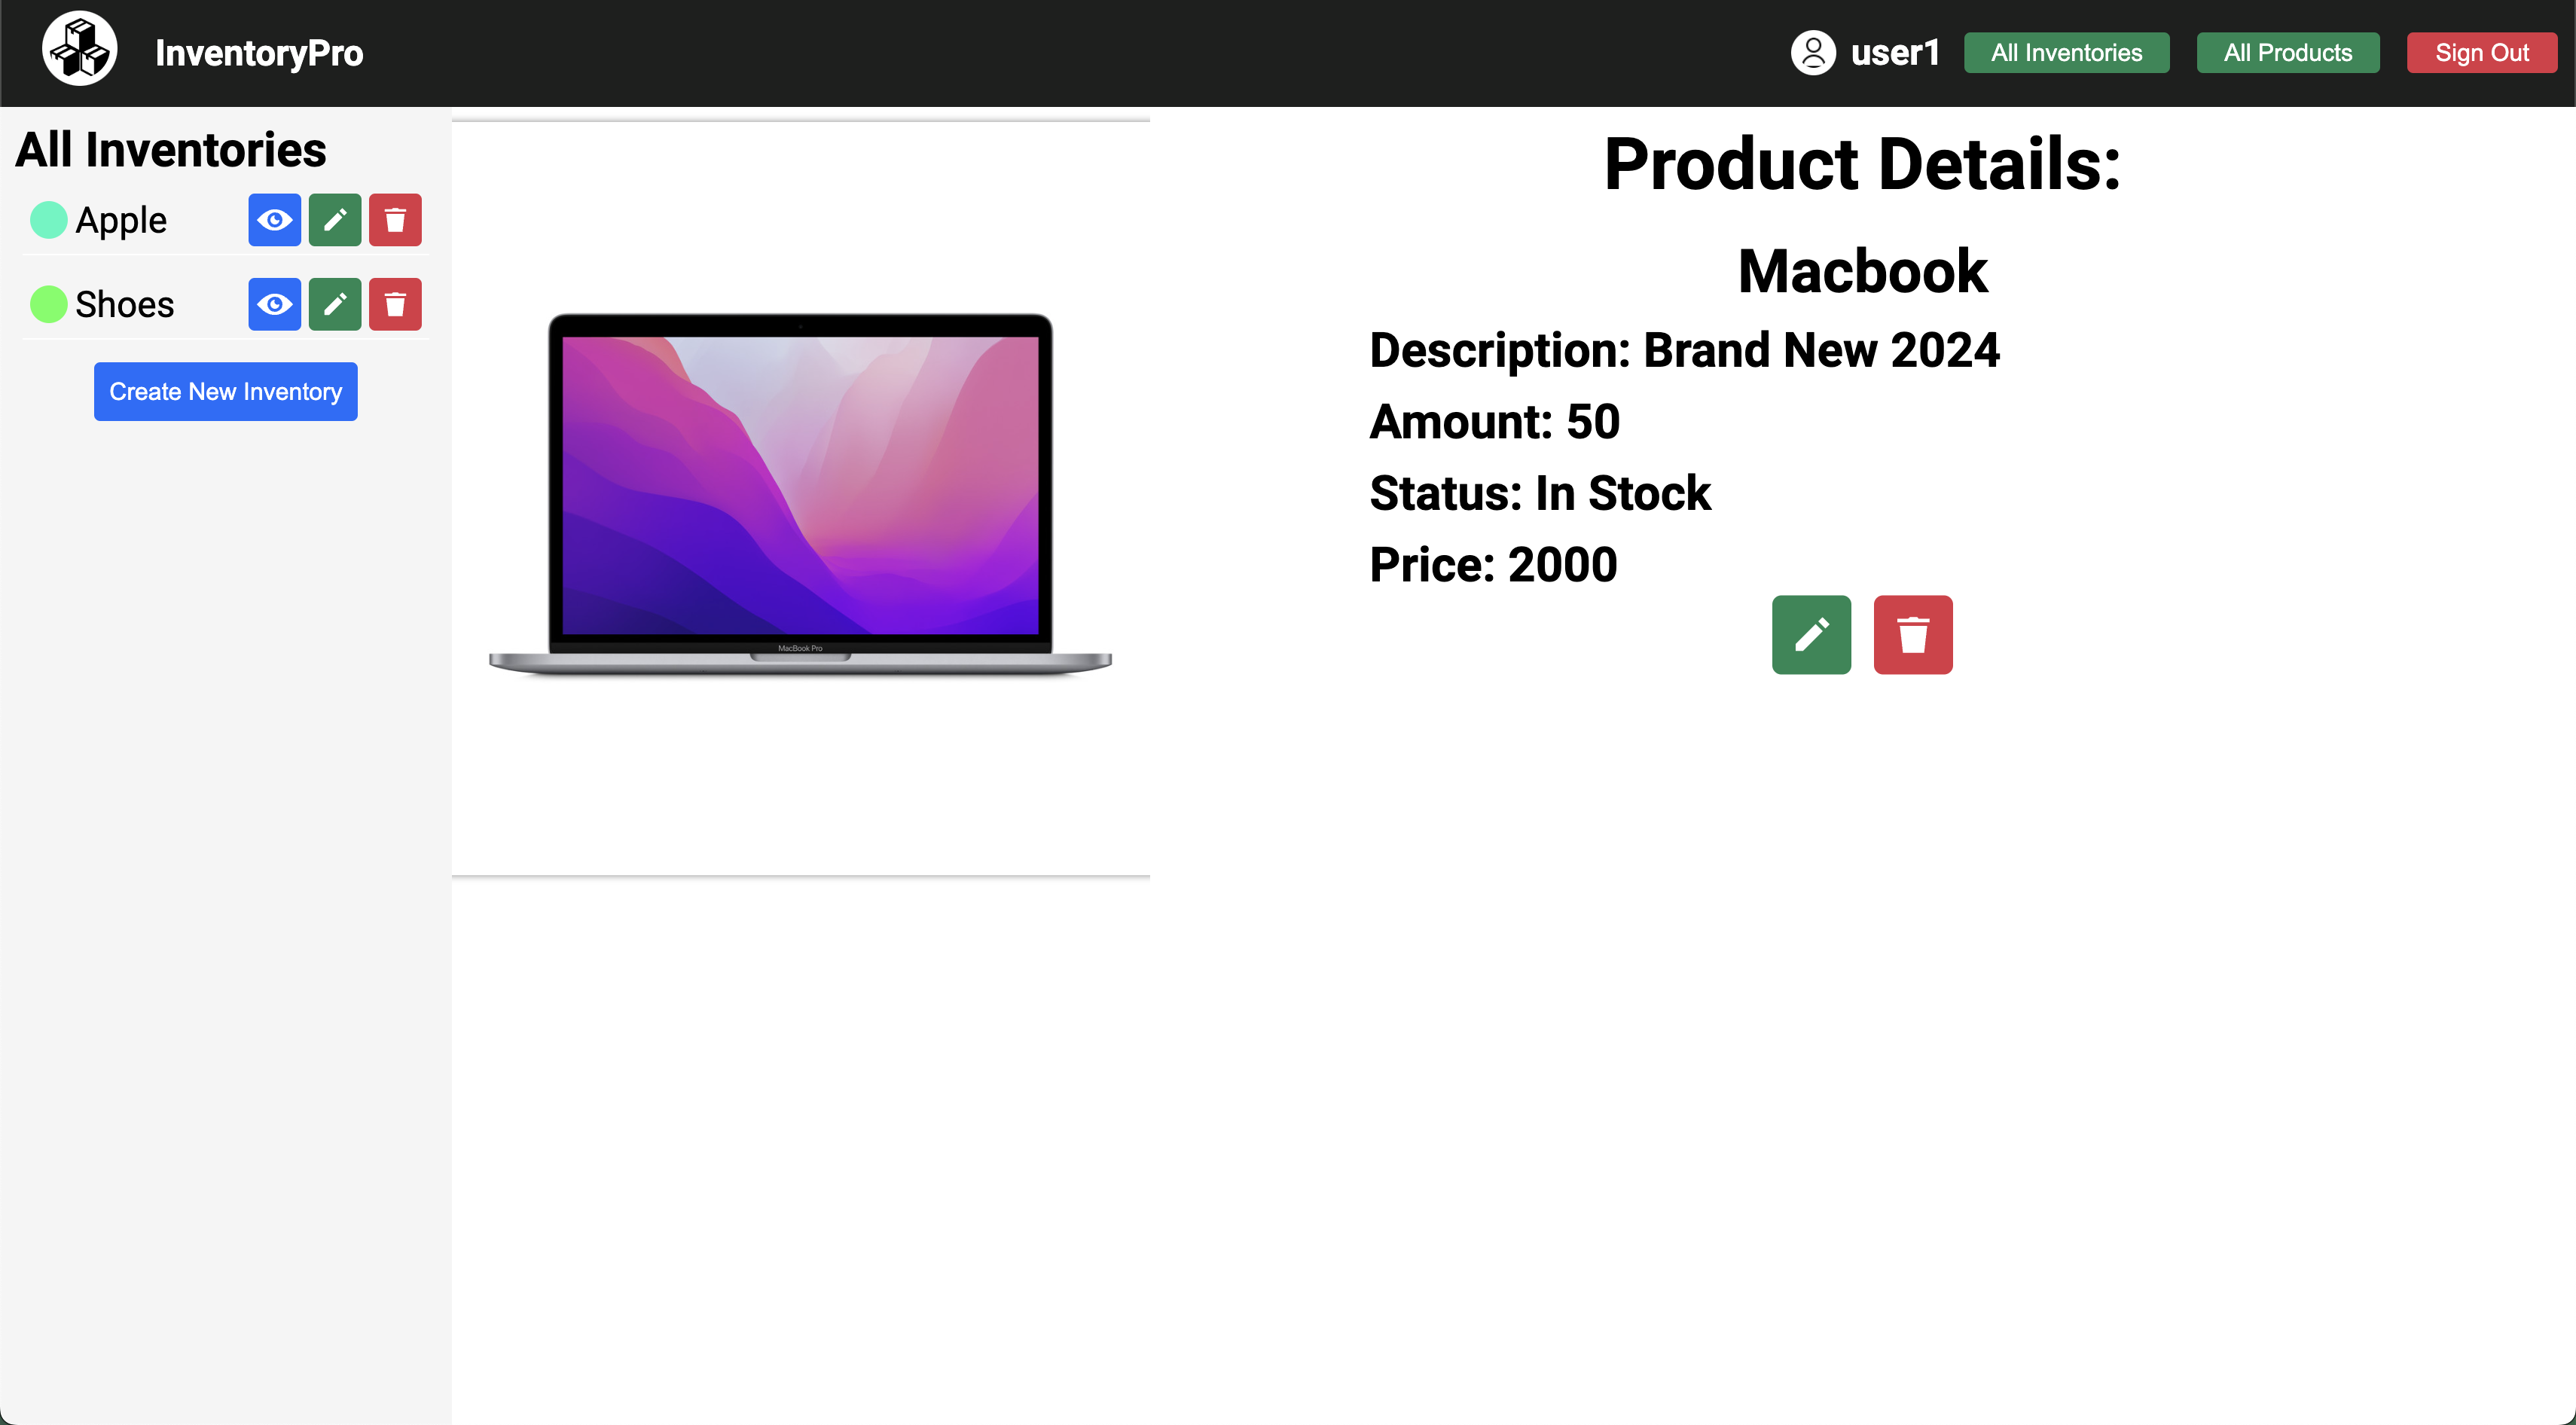 InventoryPro
user1
All Inventories
All Products
Sign Out
All Inventories
Apple
Shoes
Create New Inventory
MacBook Pro
Product Details:
Macbook
Description: Brand New 2024
Amount: 50
Status: In Stock
Price: 2000